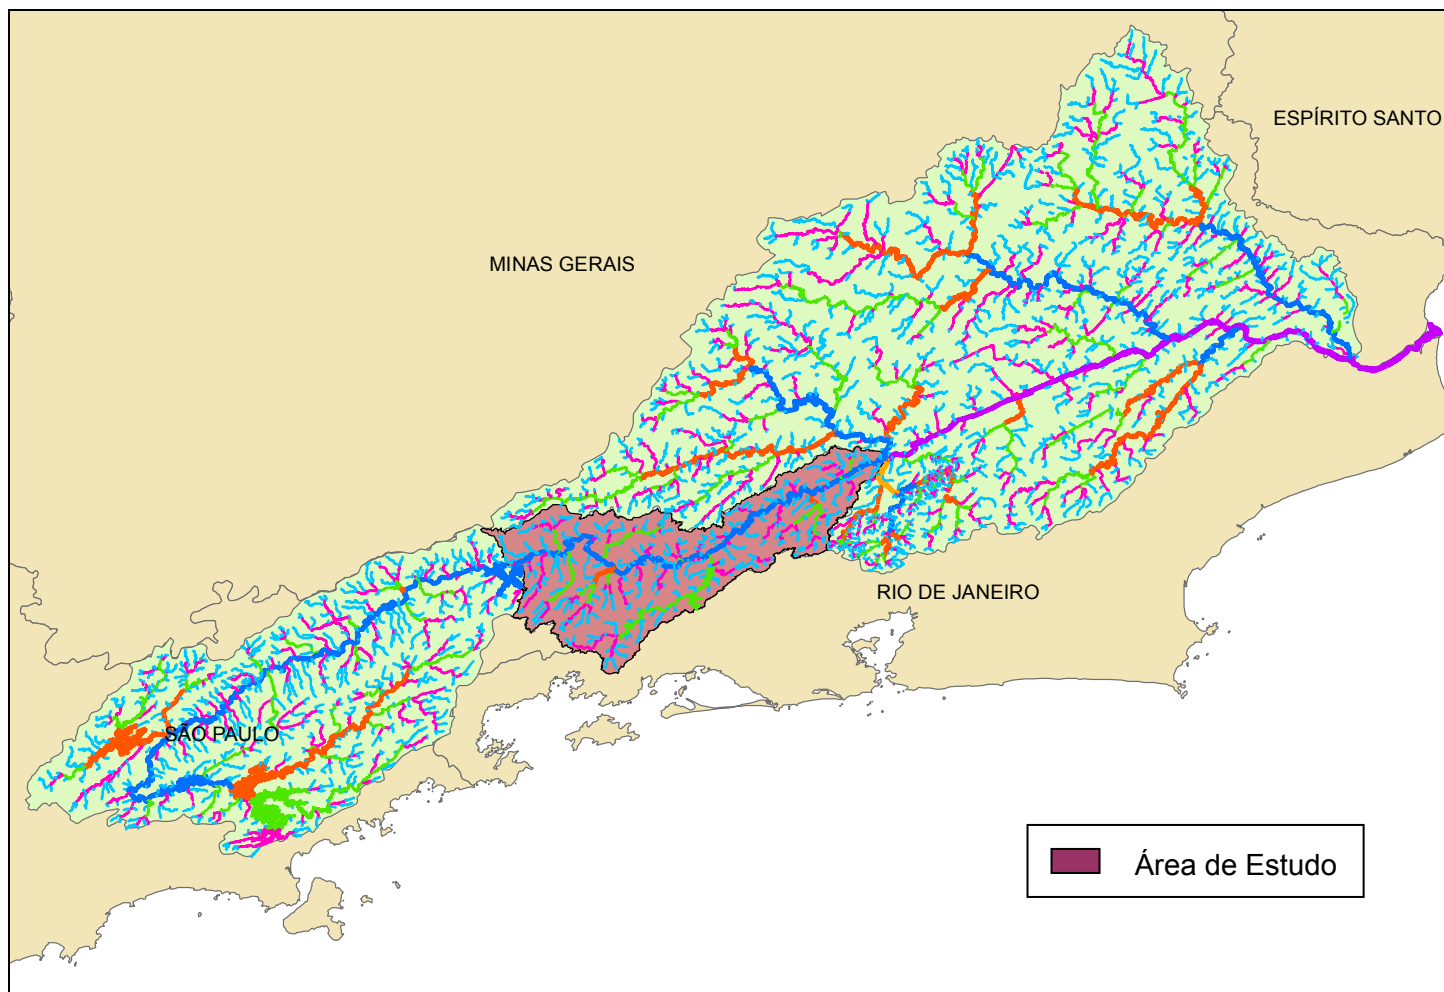 ESPÍRITO SANTO
MINAS GERAIS
RIO DE JANEIRO
SÃO PAULO
Área de Estudo